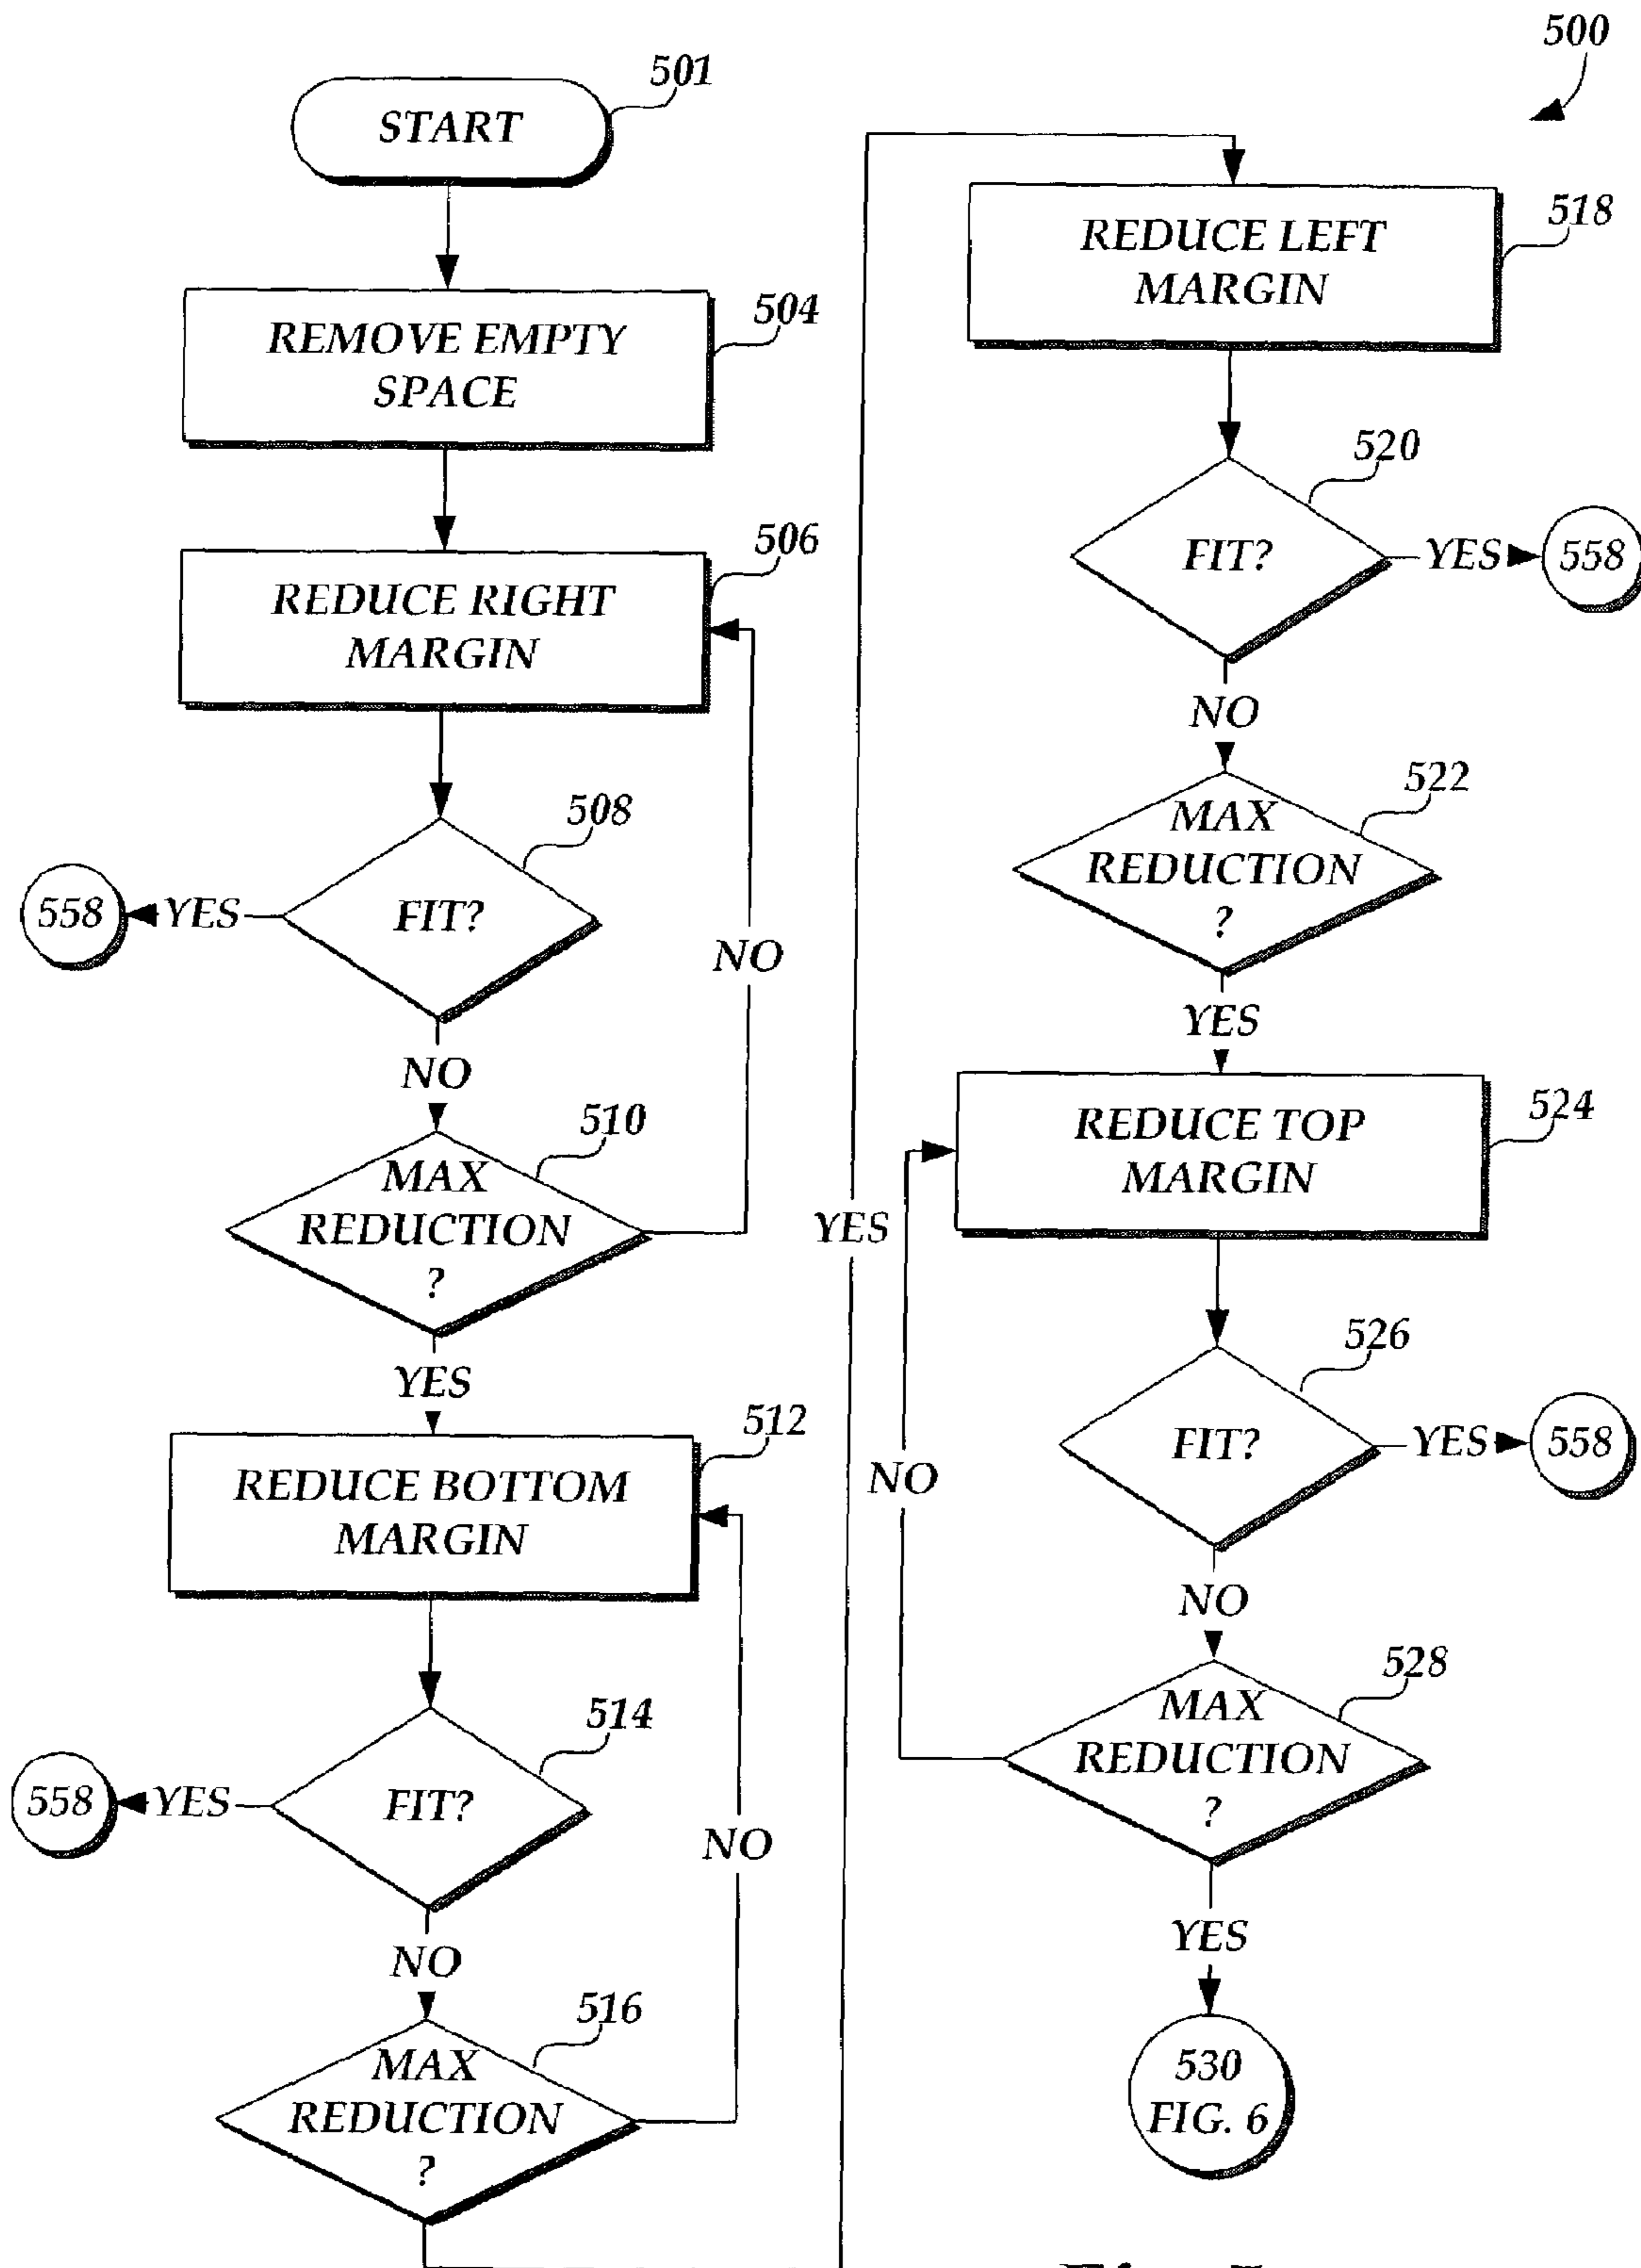 500
START
501
REMOVE EMPTY
SPACE
504
REDUCE RIGHT
MARGIN
506
FIT?
508
YES
558
NO
MAX
REDUCTION
?
510
NO
YES
REDUCE BOTTOM
MARGIN
512
FIT?
514
YES
558
NO
MAX
REDUCTION
?
516
NO
YES
REDUCE LEFT
MARGIN
518
FIT?
520
YES
558
NO
MAX
REDUCTION
?
522
YES
REDUCE TOP
MARGIN
524
FIT?
526
YES
558
NO
MAX
REDUCTION
?
528
NO
YES
530
FIG. 6